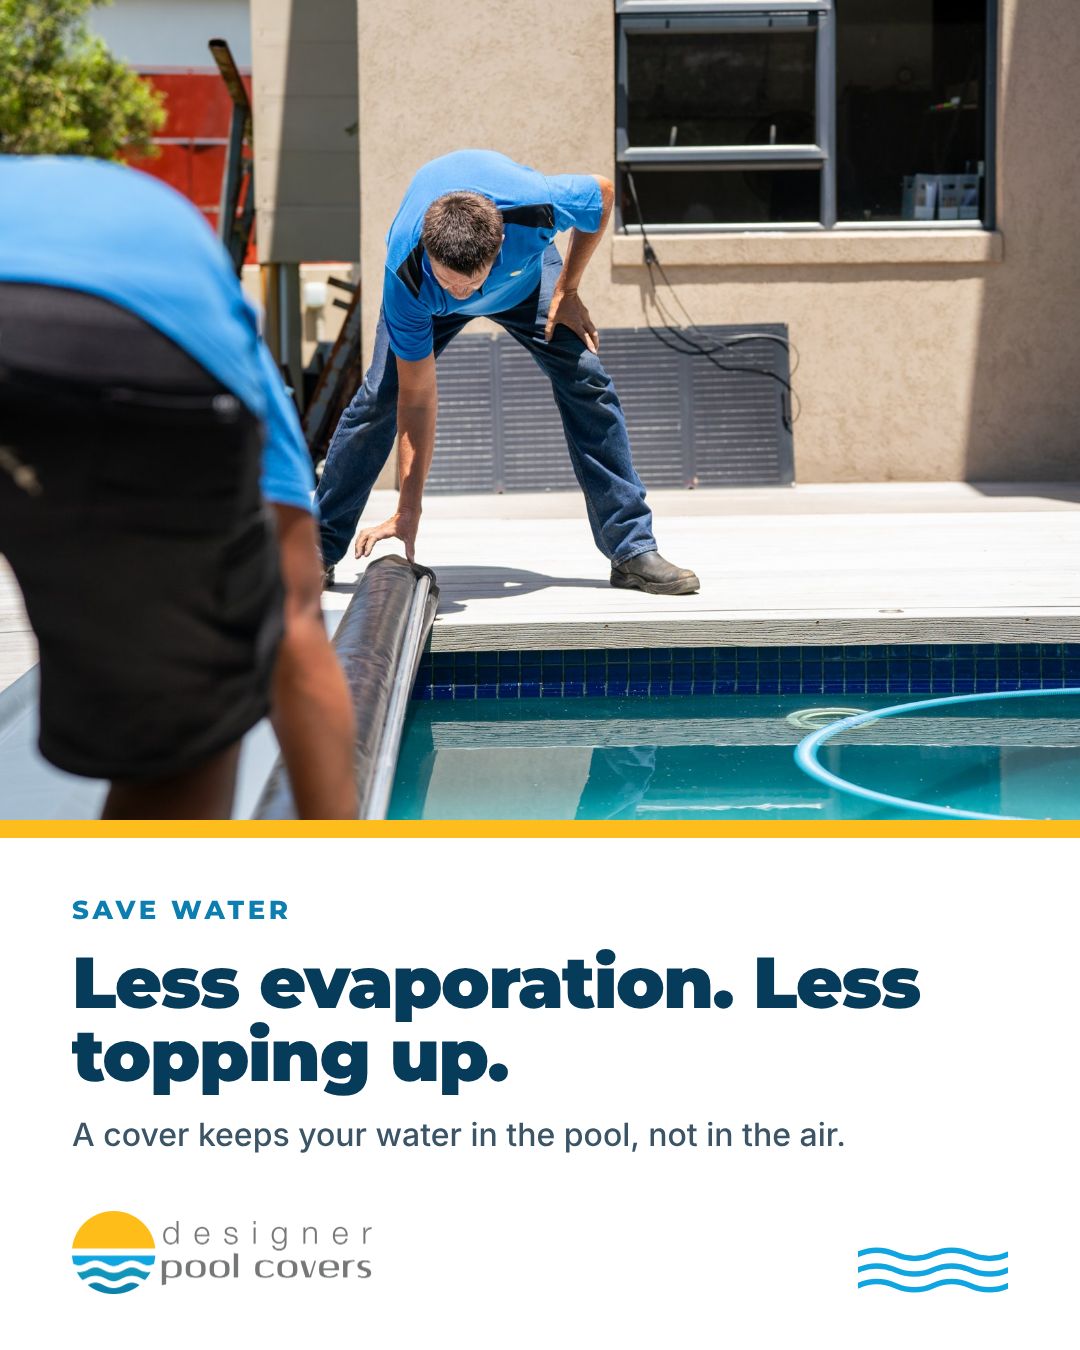 SAVE WATER
Less evaporation. Less
topping up.
A cover keeps your water in the pool, not in the air.
designer
pool covers